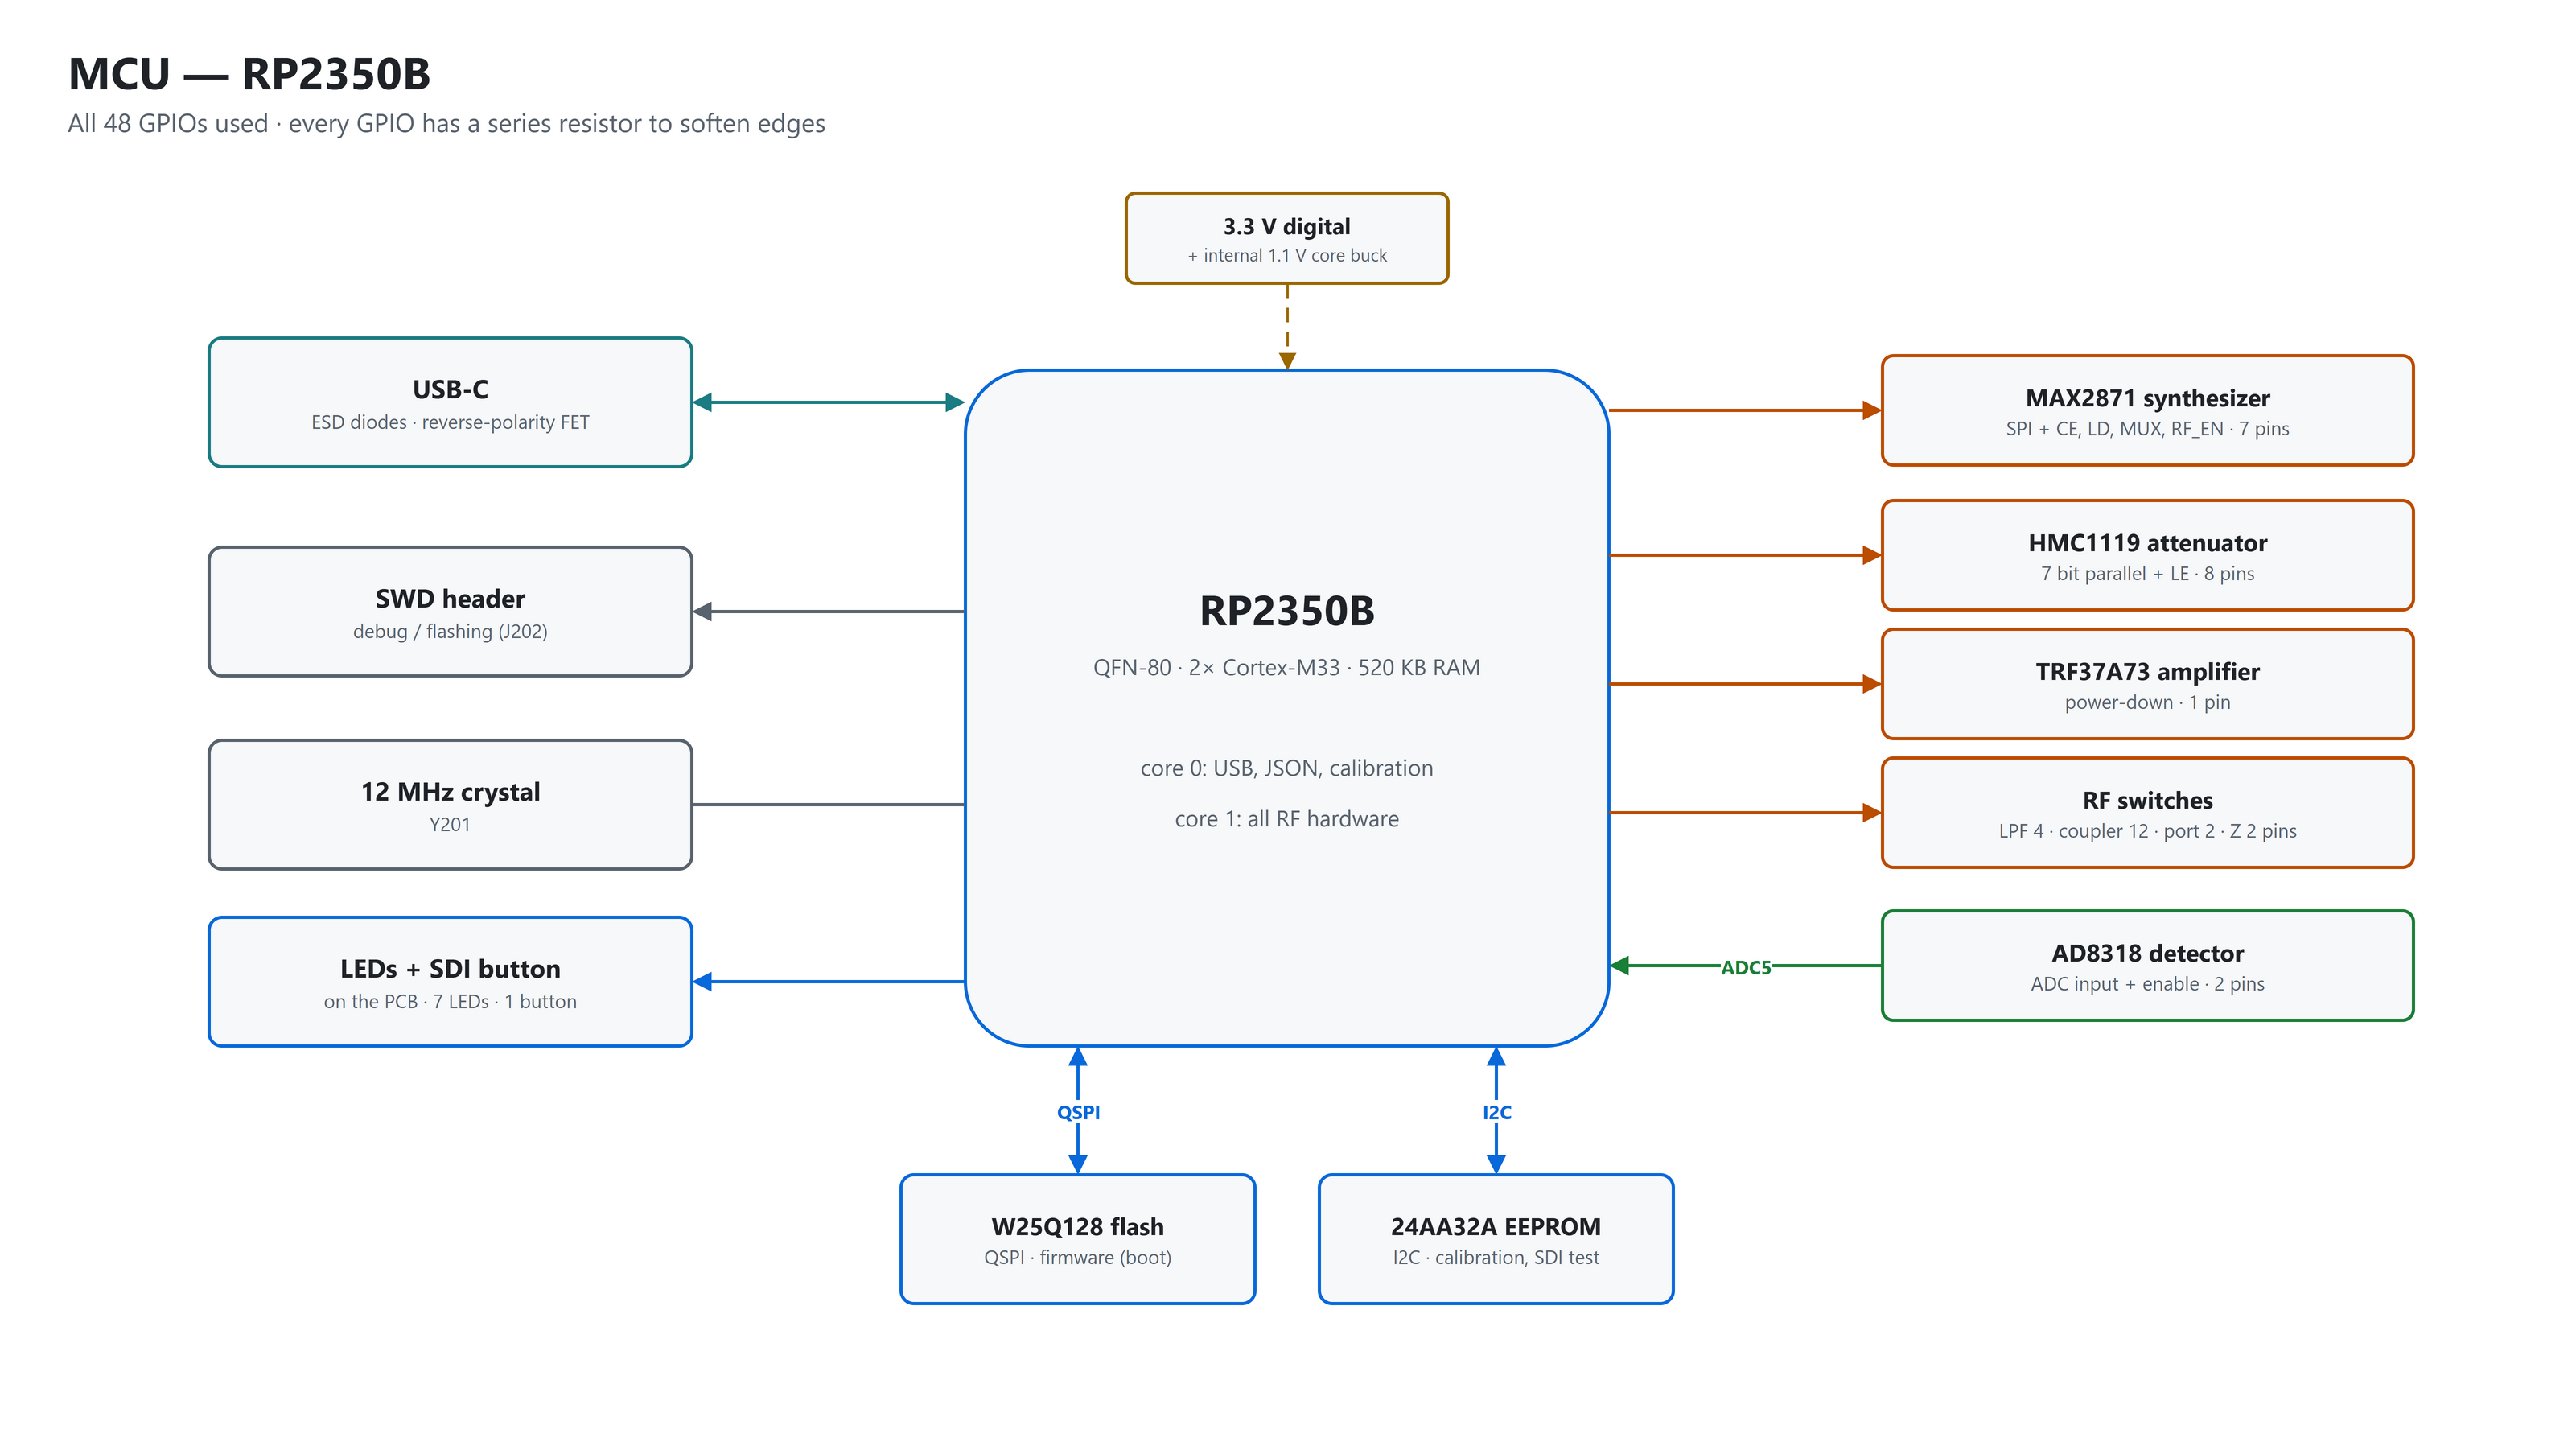 MCU — RP2350B
All 48 GPIOs used · every GPIO has a series resistor to soften edges
3.3 V digital
+ internal 1.1 V core buck
USB-C
ESD diodes · reverse-polarity FET
SWD header
debug / flashing (J202)
12 MHz crystal
Y201
LEDs + SDI button
on the PCB · 7 LEDs · 1 button
RP2350B
QFN-80 · 2× Cortex-M33 · 520 KB RAM
core 0: USB, JSON, calibration
core 1: all RF hardware
MAX2871 synthesizer
SPI + CE, LD, MUX, RF_EN · 7 pins
HMC1119 attenuator
7 bit parallel + LE · 8 pins
TRF37A73 amplifier
power-down · 1 pin
RF switches
LPF 4 · coupler 12 · port 2 · Z 2 pins
ADC5
AD8318 detector
ADC input + enable · 2 pins
QSPI
I2C
W25Q128 flash
QSPI · firmware (boot)
24AA32A EEPROM
I2C · calibration, SDI test